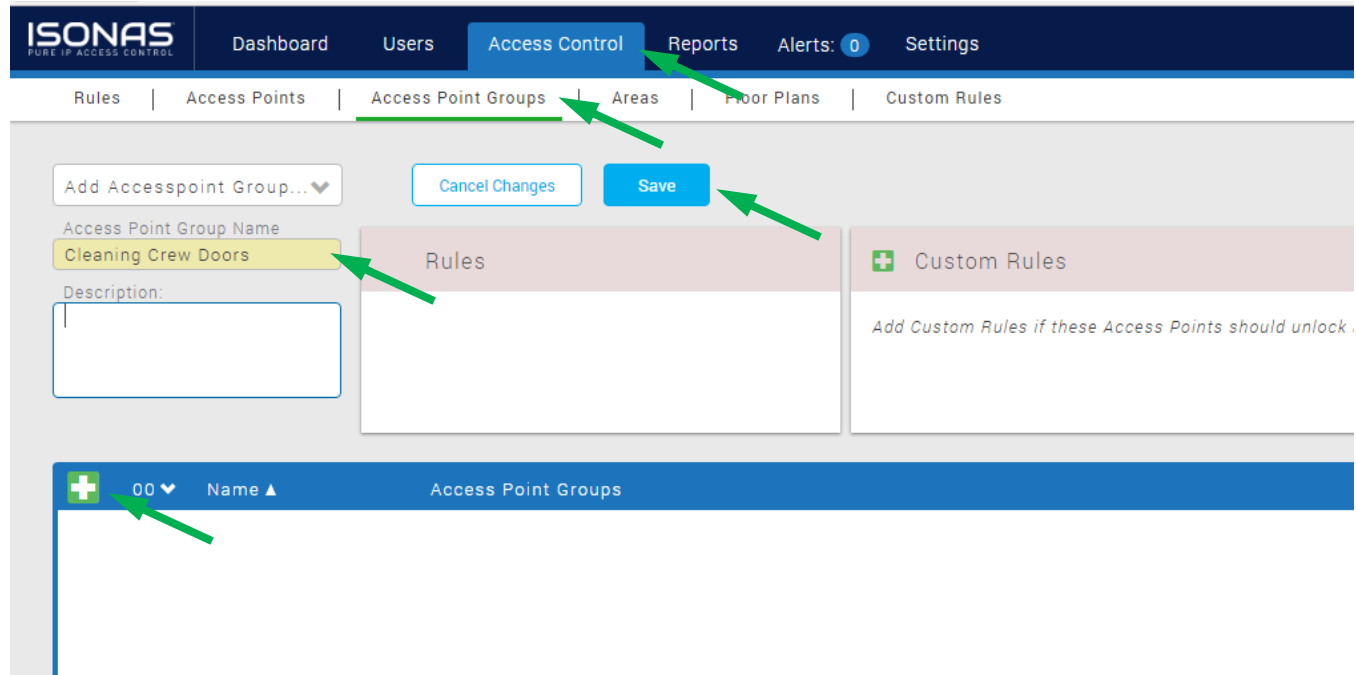 ISONAS
PURE IP ACCESS CONTROL
Dashboard Users Access Control Reports Alerts: 0 Settings
Rules | Access Points | Access Point Groups | Areas | Floor Plans | Custom Rules
Add Accesspoint Group... Cancel Changes Save
Access Point Group Name
Cleaning Crew Doors
Rules
Custom Rules
Description:
Add Custom Rules if these Access Points should unlock
00 Name Access Point Groups